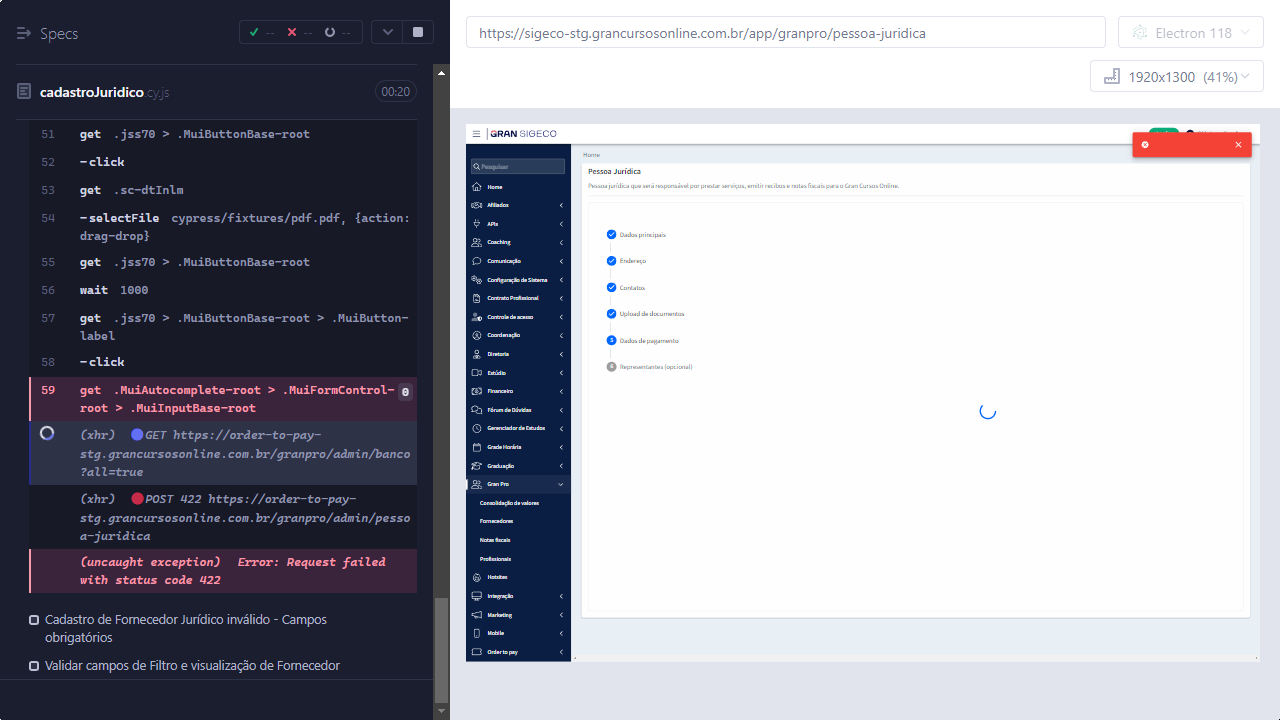 Specs
--
--
--
cadastroJuridico.cy.js
00:20
51 get .jss70 > .MuiButtonBase-root
52 -click
53 get .sc-dtInlm
54 -selectFile cypress/fixtures/pdf.pdf, {action:
drag-drop}
55 get .jss70 > .MuiButtonBase-root
56 wait 1000
57 get .jss70 > .MuiButtonBase-root > .MuiButton-
label
58 -click
59 get .MuiAutocomplete-root > .MuiFormControl-
root > .MuiInputBase-root
0
(xhr) GET https://order-to-pay-
stg.grancursosonline.com.br/granpro/admin/banco
?all=true
(xhr) POST 422 https://order-to-pay-
stg.grancursosonline.com.br/granpro/admin/pesso
a-juridica
(uncaught exception) Error: Request failed
with status code 422
Cadastro de Fornecedor Jurídico inválido - Campos
obrigatórios
Validar campos de Filtro e visualização de Fornecedor
https://sigeco-stg.grancursosonline.com.br/app/granpro/pessoa-juridica
Electron 118
1920x1300 (41%)
GRAN SIGECO
Pesquisar
Home
Afiliados
APIs
Coaching
Comunicação
Configuração de Sistema
Contrato Profissional
Controle de acesso
Coordenação
Diretoria
Estúdio
Financeiro
Fórum de Dúvidas
Gerenciador de Estudos
Grade Horária
Graduação
Gran Pro
Consolidação de valores
Fornecedores
Notas fiscais
Profissionais
Hotsites
Integração
Marketing
Mobile
Order to pay
Home
Pessoa Jurídica
Pessoa jurídica que será responsável por prestar serviços, emitir recibos e notas fiscais para o Gran Cursos Online.
Dados principais
Endereço
Contatos
Upload de documentos
5 Dados de pagamento
6 Representantes (opcional)